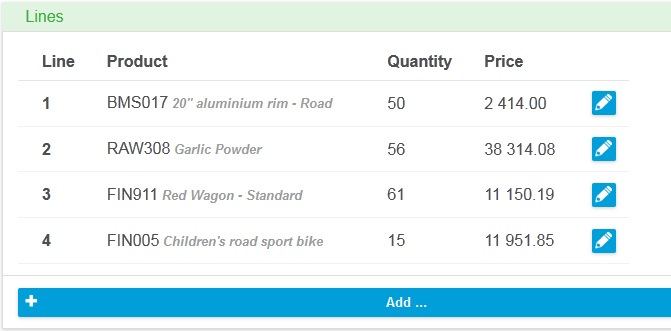 Lines
Line Product Quantity Price
1 BMS017 20" aluminium rim - Road 50 2 414.00
2 RAW308 Garlic Powder 56 38 314.08
3 FIN911 Red Wagon - Standard 61 11 150.19
4 FIN005 Children's road sport bike 15 11 951.85
Add ...